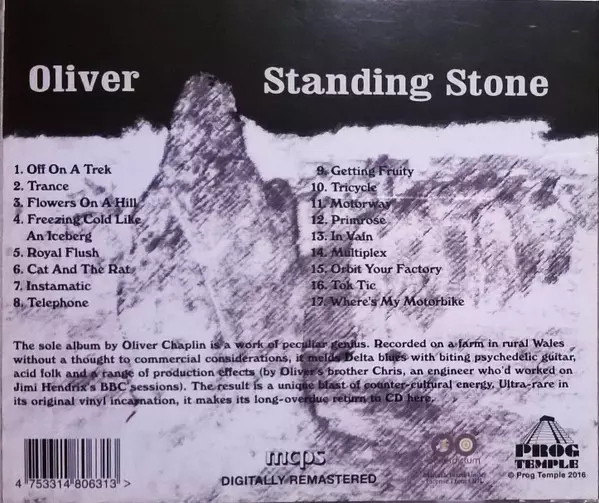 Oliver Standing Stone
1. Off On A Trek
2. Trance
3. Flowers On A Hill
4. Freezing Cold Like
An Iceberg
5. Royal Flush
6. Cat And The Rat
7. Instamatic
8. Telephone
9. Getting Fruity
10. Tricycle
11. Motorway
12. Primrose
13. In Vain
14. Multiplex
15. Orbit Your Factory
16. Tok Tic
17. Where's My Motorbike
The sole album by Oliver Chaplin is a work of peculiar genius. Recorded on a farm in rural Wales
without a thought to commercial considerations, it melds Delta blues with biting psychedelic guitar,
acid folk and a range of production effects (by Oliver's brother Chris, an engineer who'd worked on
Jimi Hendrix's BBC sessions). The result is a unique blast of counter-cultural energy. Ultra-rare in
its original vinyl incarnation, it makes its long-overdue return to CD here.
4 753314 806313 >
mcps
DIGITALLY REMASTERED
PROG
TEMPLE
© Prog Temple 2016